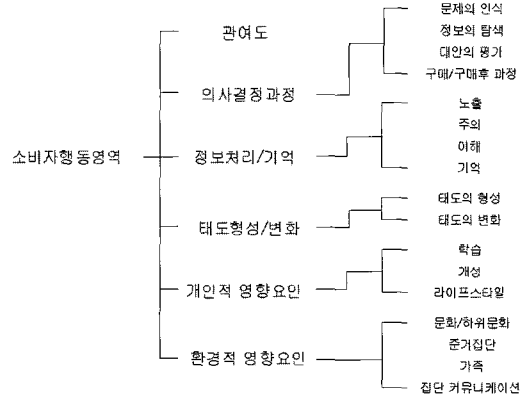 소비자행동영역
관여도
의사결정과정
문제의 인식
정보의 탐색
대안의 평가
구매/구매후 과정
정보처리/기억
노출
주의
이해
기억
태도형성/변화
태도의 형성
태도의 변화
개인적 영향요인
학습
개성
라이프스타일
환경적 영향요인
문화/하위문화
준거집단
가족
집단 커뮤니케이션